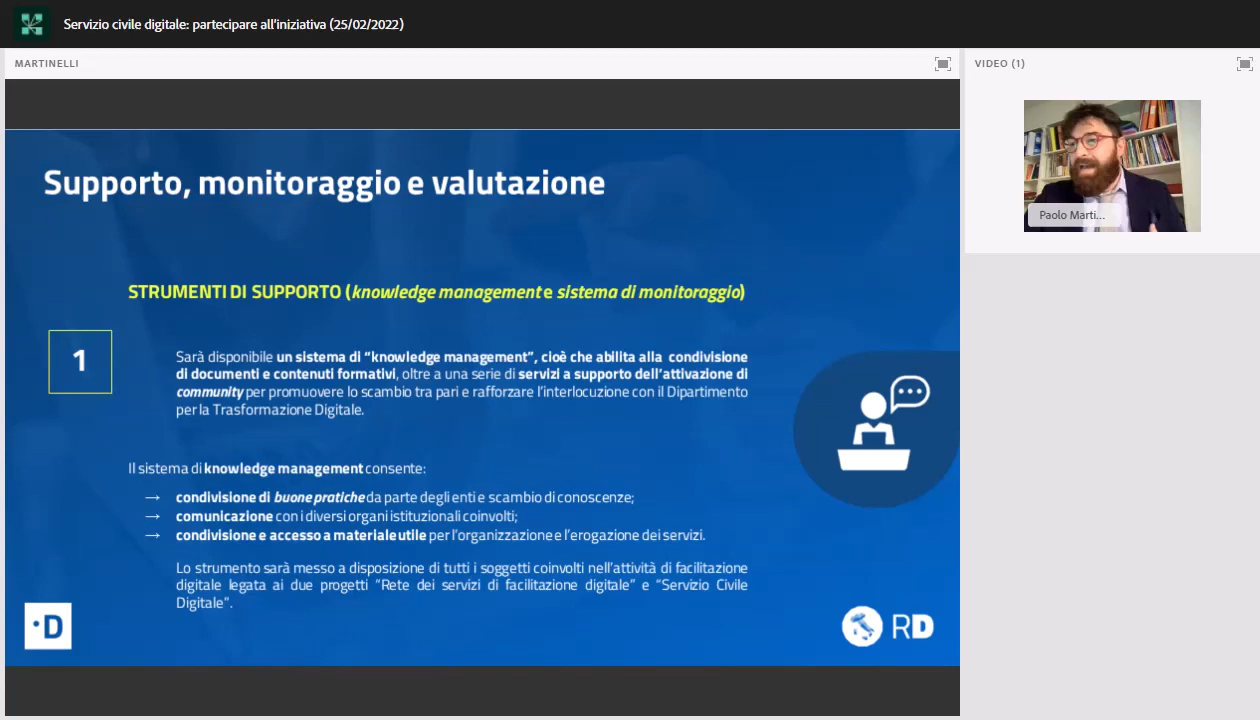 Servizio civile digitale: partecipare all'iniziativa (25/02/2022)
MARTINELLI
VIDEO (1)
Paolo Marti...
Supporto, monitoraggio e valutazione
STRUMENTI DI SUPPORTO (knowledge management e sistema di monitoraggio)
1
Sarà disponibile un sistema di "knowledge management", cioè che abilita alla condivisione
di documenti e contenuti formativi, oltre a una serie di servizi a supporto dell'attivazione di
community per promuovere lo scambio tra pari e rafforzare l'interlocuzione con il Dipartimento
per la Trasformazione Digitale.
Il sistema di knowledge management consente:
→ condivisione di buone pratiche da parte degli enti e scambio di conoscenze;
→ comunicazione con i diversi organi istituzionali coinvolti;
→ condivisione e accesso a materiale utile per l'organizzazione e l'erogazione dei servizi.
Lo strumento sarà messo a disposizione di tutti i soggetti coinvolti nell'attività di facilitazione
digitale legata ai due progetti "Rete dei servizi di facilitazione digitale" e "Servizio Civile
Digitale".
·D
RD